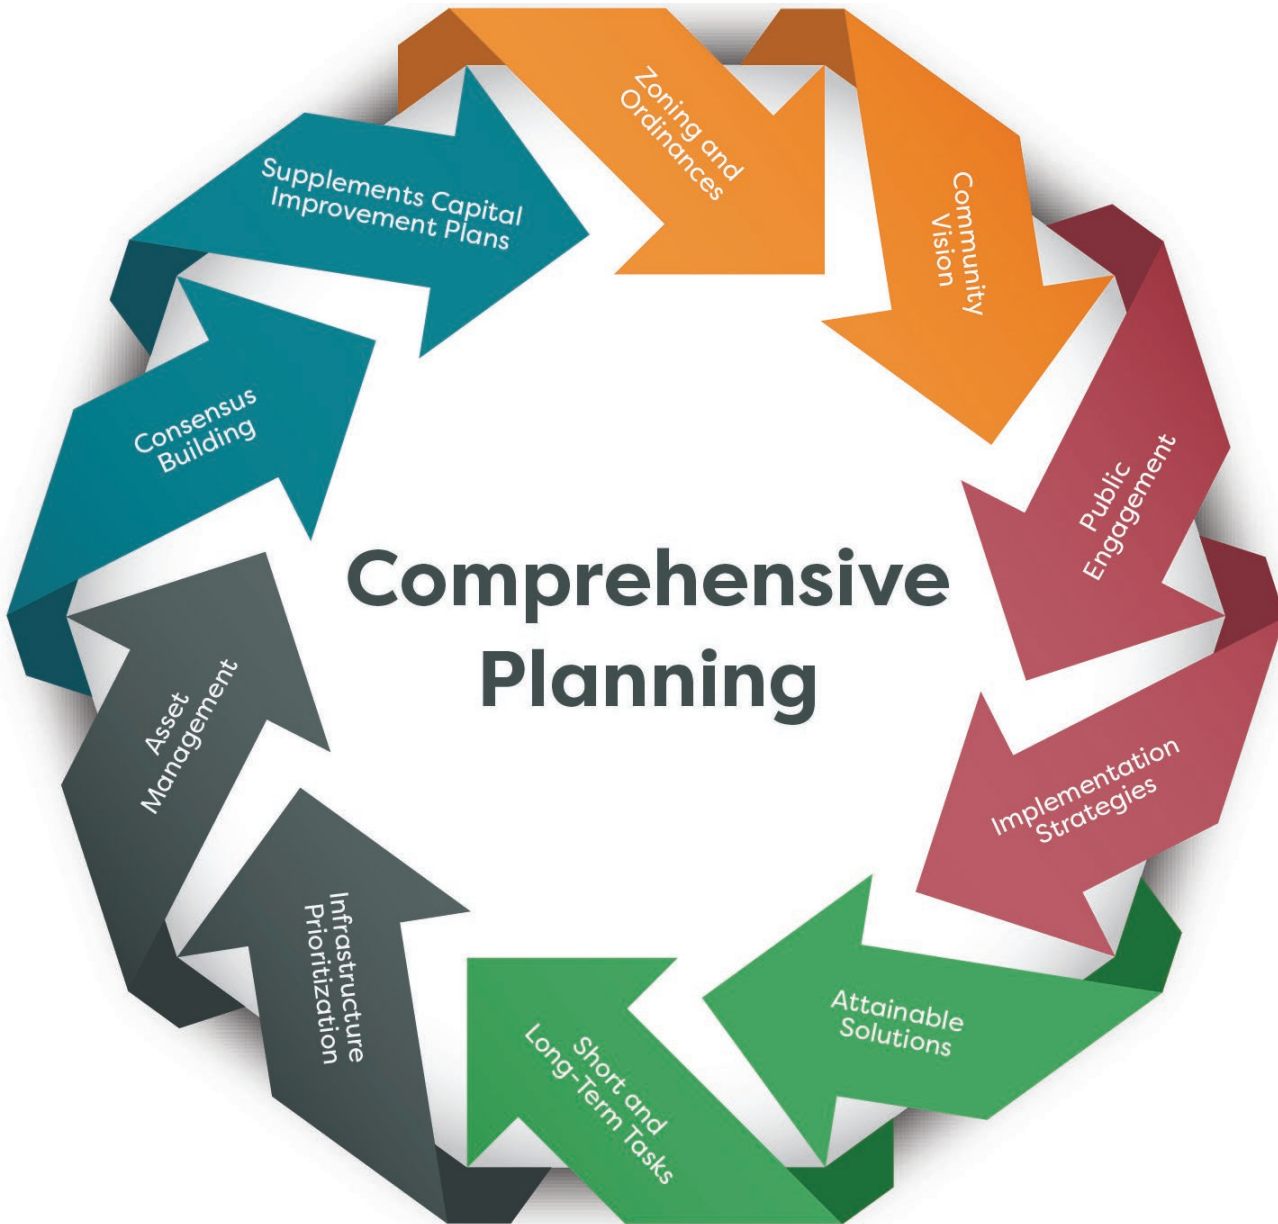 Zoning and
Ordinances
Community
Vision
Public
Engagement
Implementation
Strategies
Attainable
Solutions
Short and
Long-Term Tasks
Infrastructure
Prioritization
Asset
Management
Consensus
Building
Supplements Capital
Improvement Plans
Comprehensive
Planning